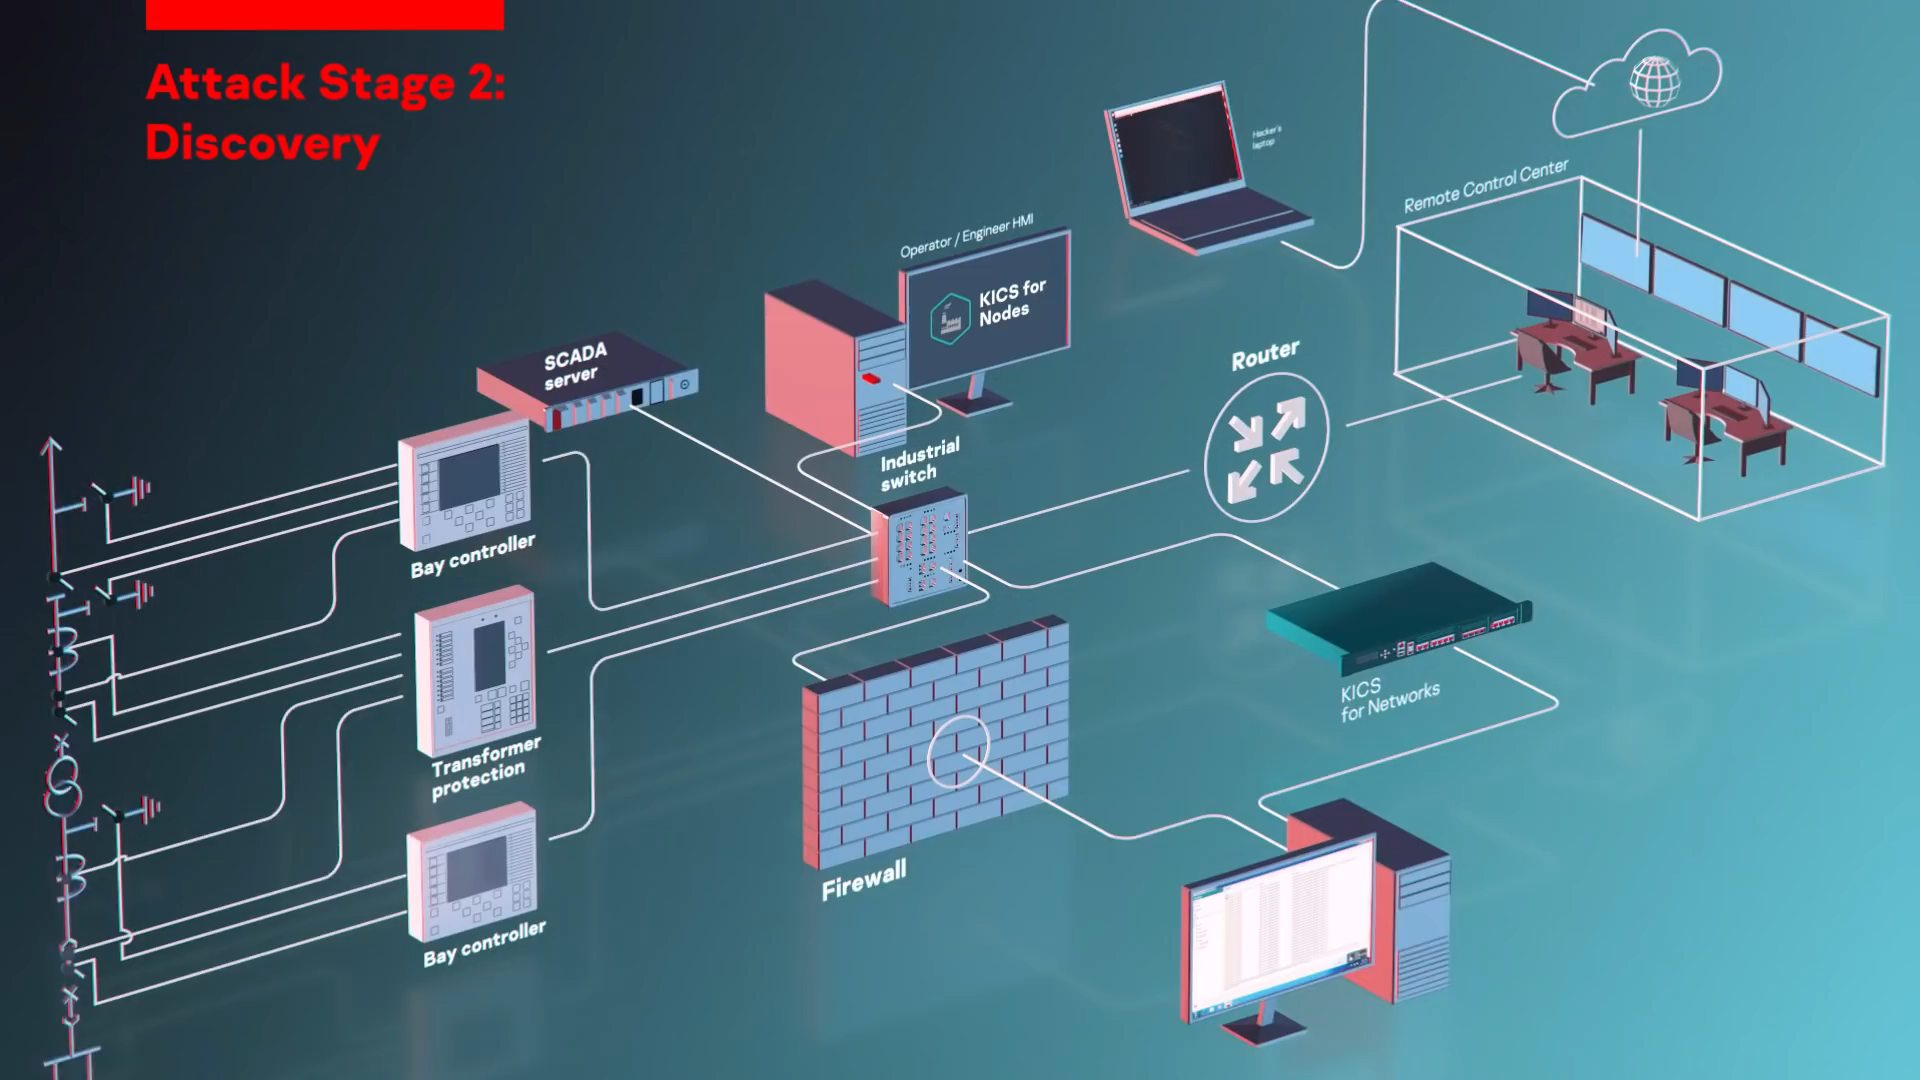 Attack Stage 2:
Discovery
Hacker's
laptop
Remote Control Center
Operator / Engineer HMI
KICS for
Nodes
SCADA
server
Router
Industrial
switch
Bay controller
KICS
for Networks
Transformer
protection
Firewall
Bay controller